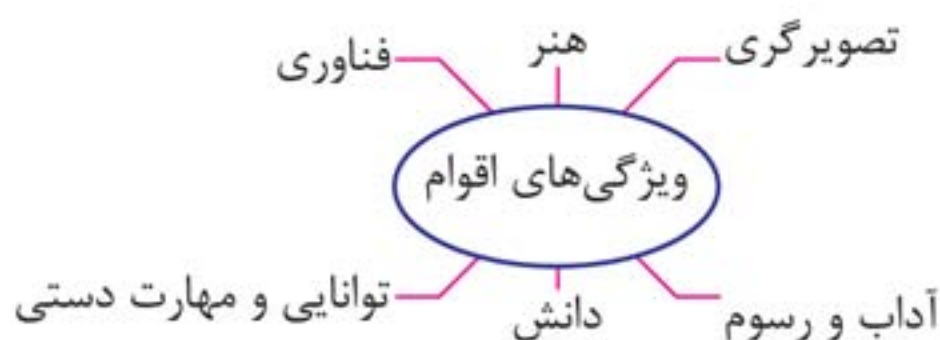 تصویرگری
هنر
فناوری
ویژگی‌های اقوام
آداب و رسوم
دانش
توانایی و مهارت دستی